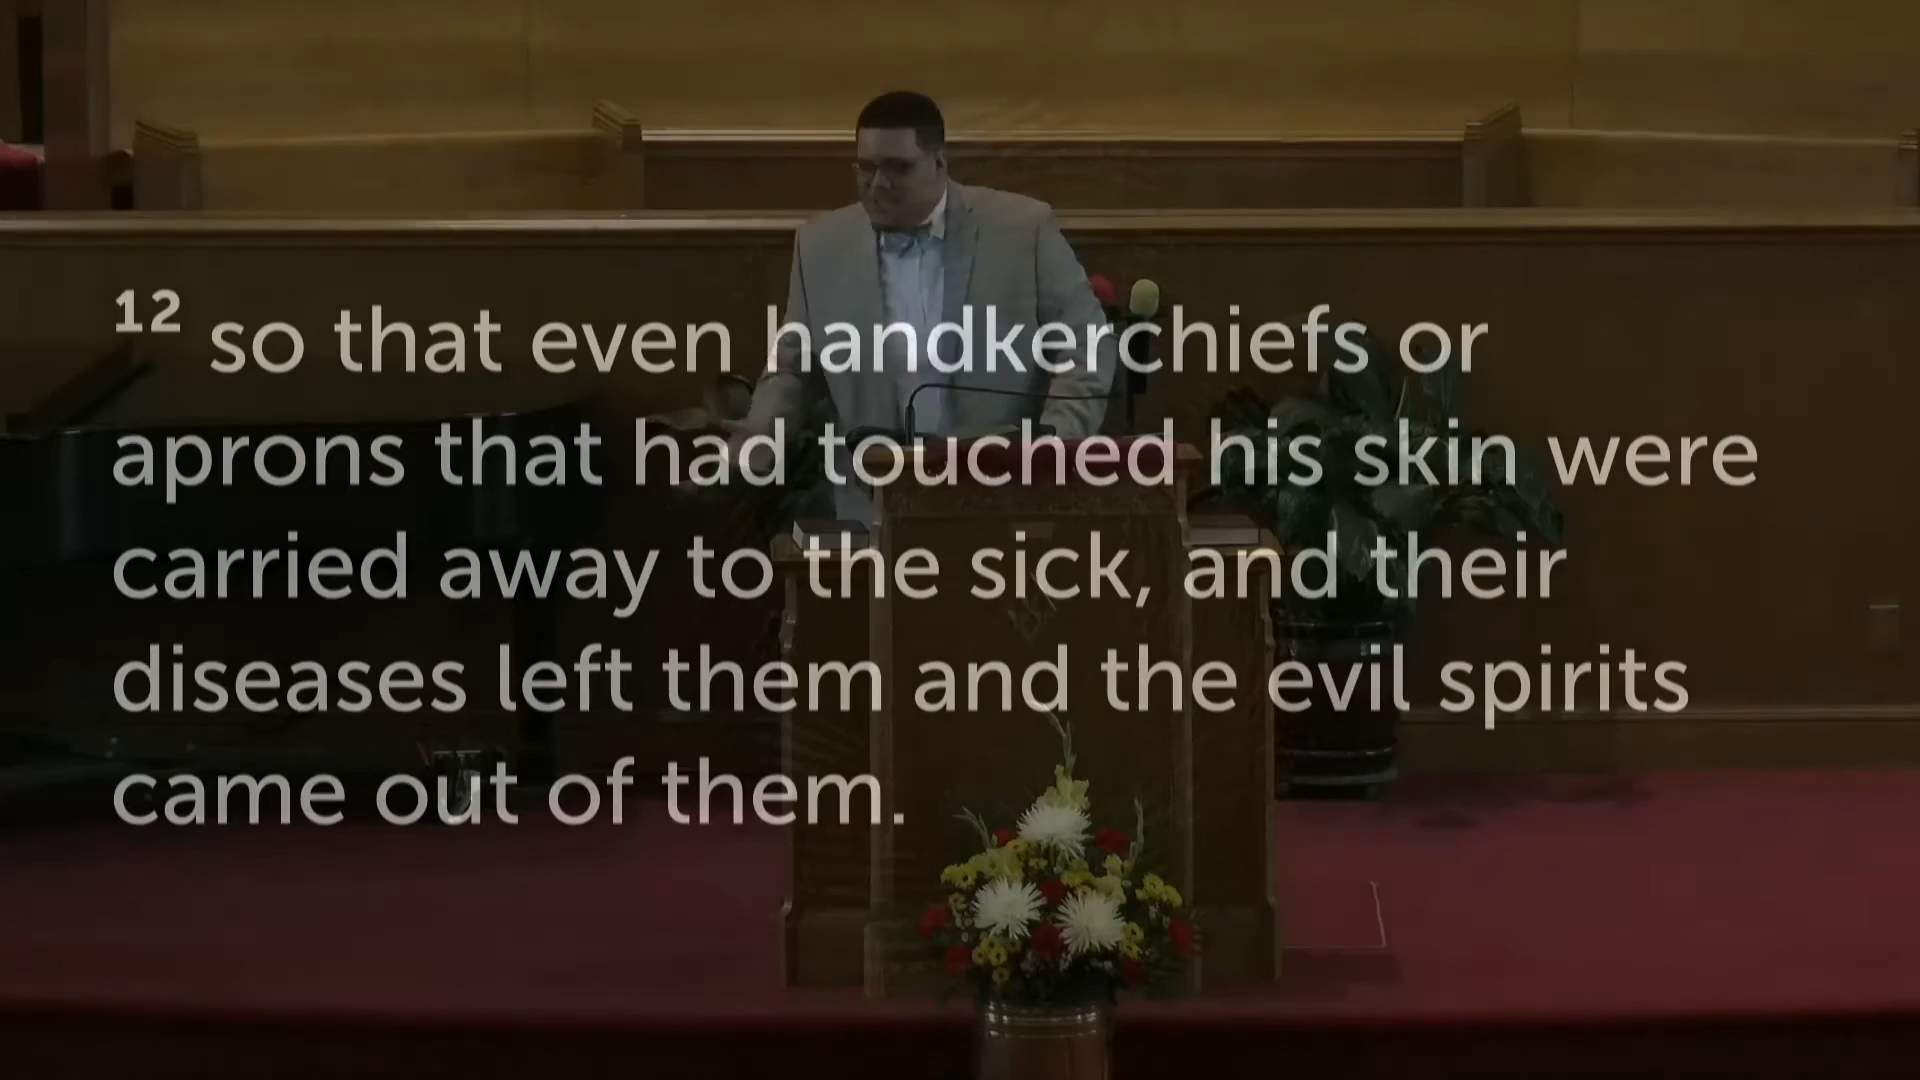 12 so that even handkerchiefs or
aprons that had touched his skin were
carried away to the sick, and their
diseases left them and the evil spirits
came out of them.